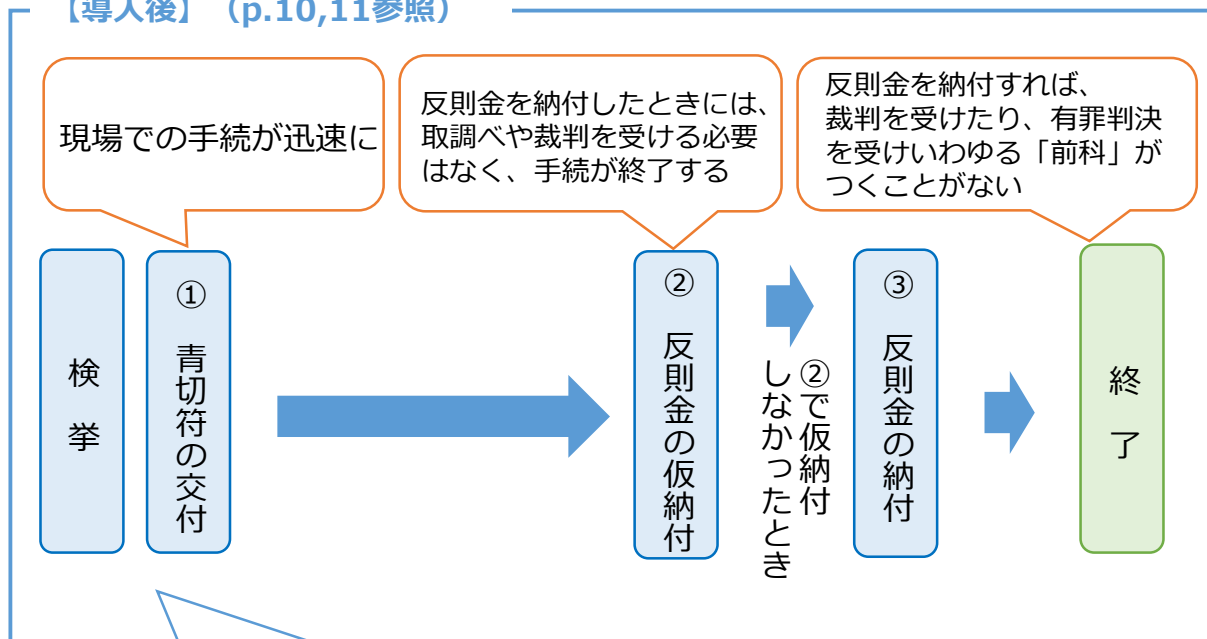 【導入後】（p.10,11参照）
現場での手続が迅速に
反則金を納付したときには、
取調べや裁判を受ける必要
はなく、手続が終了する
反則金を納付すれば、
裁判を受けたり、有罪判決
を受けいわゆる「前科」が
つくことがない
検挙
① 青切符の交付
② 反則金の仮納付
②で仮納付
しなかったとき
③ 反則金の納付
終了